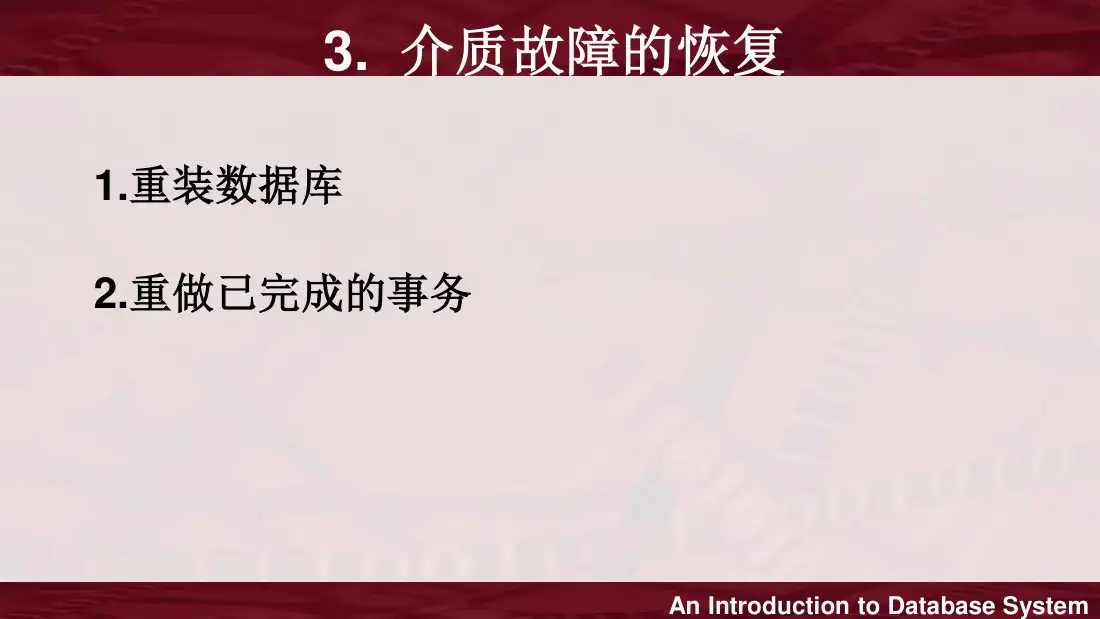 3. 介质故障的恢复
1.重装数据库
2.重做已完成的事务
An Introduction to Database System